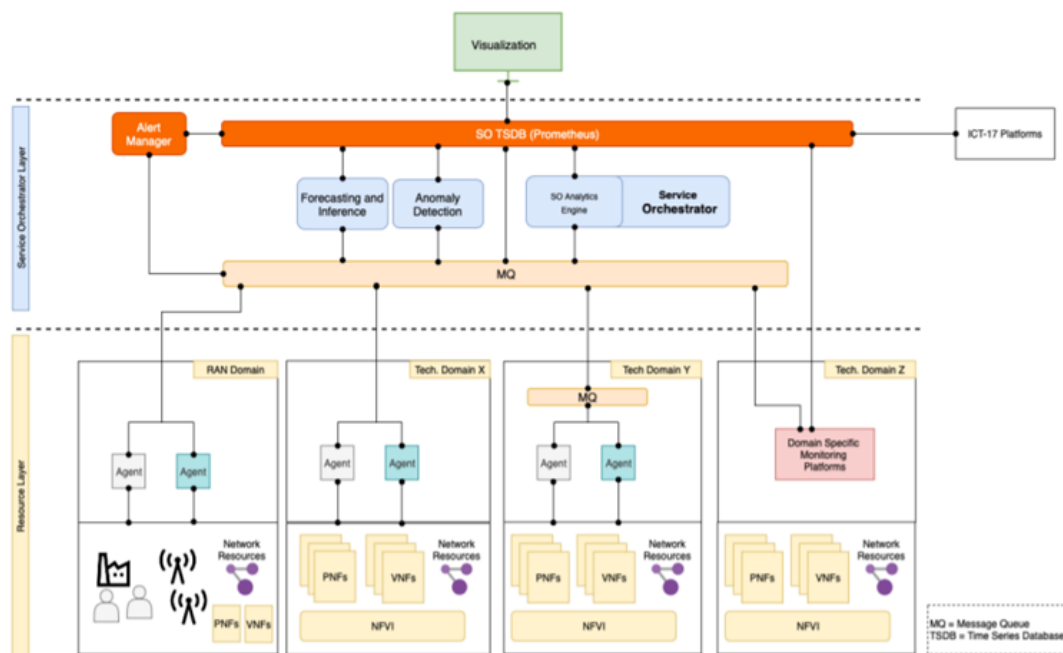 Visualization
Service Orchestrator Layer
Alert
Manager
SO TSDB (Prometheus)
ICT-17 Platforms
Forecasting and
Inference
Anomaly
Detection
SO Analytics
Engine
Service
Orchestrator
MQ
Resource Layer
RAN Domain
Tech. Domain X
Tech Domain Y
Tech. Domain Z
MQ
Agent
Agent
Agent
Agent
Agent
Agent
Domain Specific
Monitoring
Platforms
Network
Resources
PNFs
VNFs
PNFs
VNFs
Network
Resources
NFVI
PNFs
VNFs
Network
Resources
NFVI
PNFs
VNFs
Network
Resources
NFVI
MQ = Message Queue
TSDB = Time Series Database